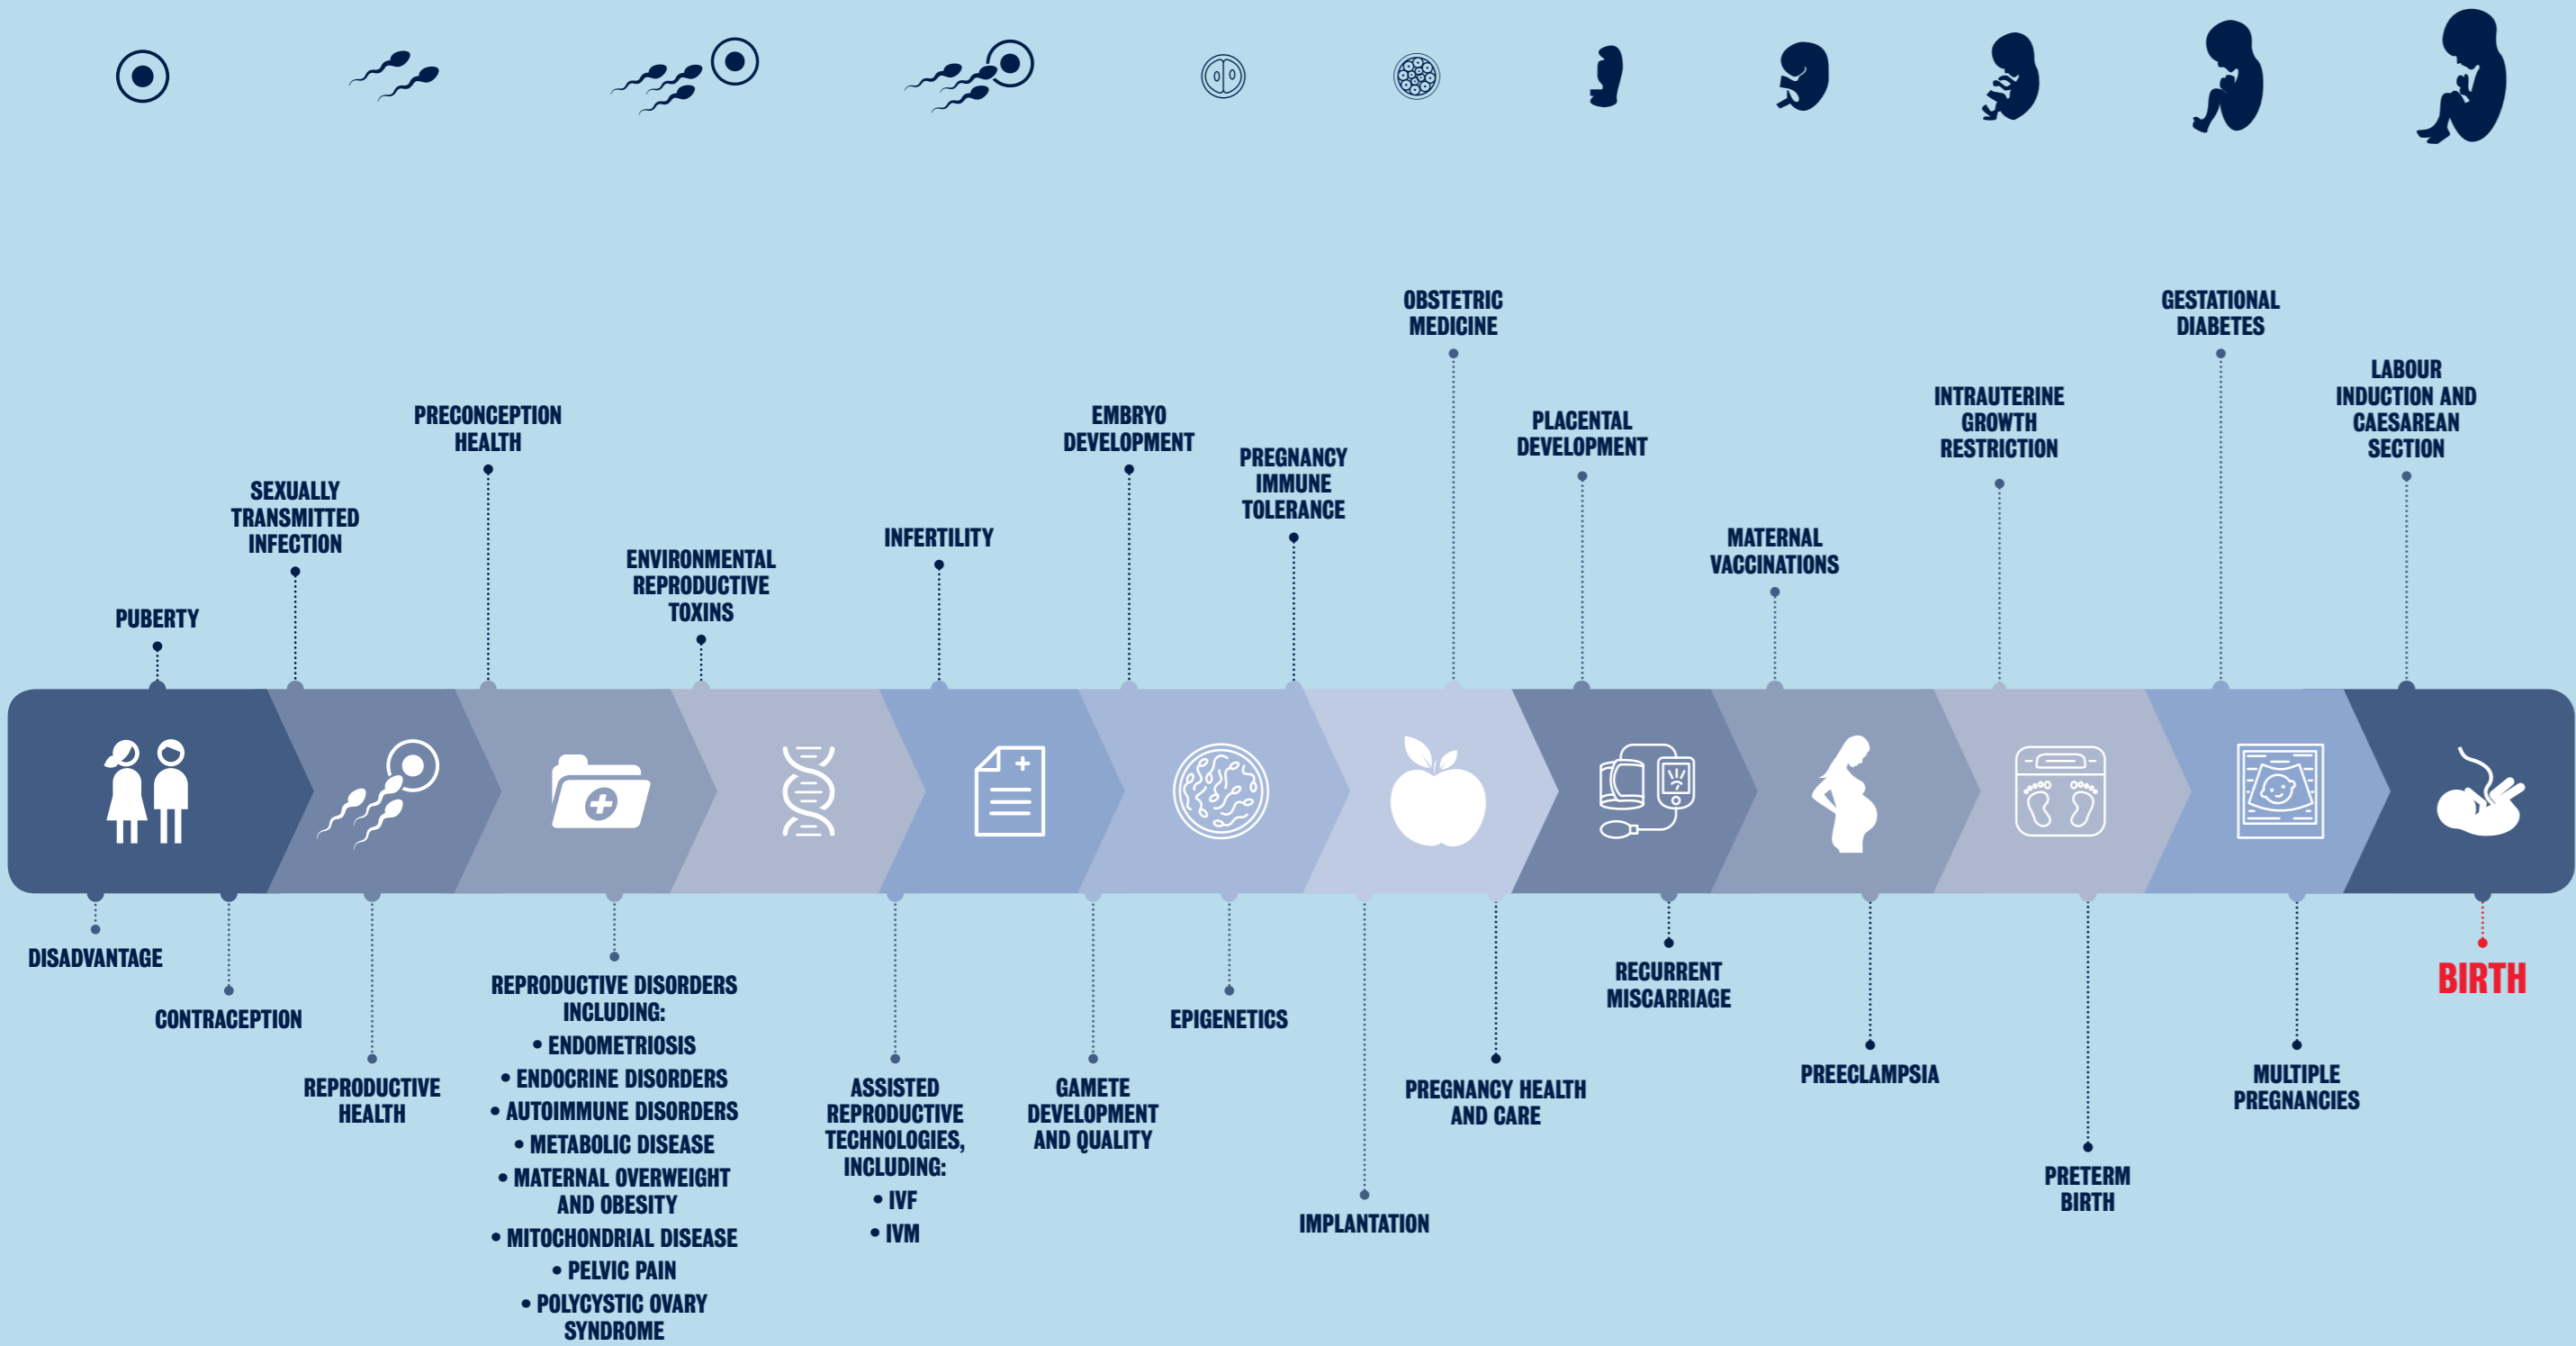 OBSTETRIC
MEDICINE
GESTATIONAL
DIABETES
LABOUR
INDUCTION AND
CAESAREAN
SECTION
INTRAUTERINE
GROWTH
RESTRICTION
PRECONCEPTION
HEALTH
EMBRYO
DEVELOPMENT
PLACENTAL
DEVELOPMENT
PREGNANCY
IMMUNE
TOLERANCE
SEXUALLY
TRANSMITTED
INFECTION
INFERTILITY
MATERNAL
VACCINATIONS
ENVIRONMENTAL
REPRODUCTIVE
TOXINS
PUBERTY
DISADVANTAGE
CONTRACEPTION
REPRODUCTIVE
HEALTH
REPRODUCTIVE DISORDERS
INCLUDING:
• ENDOMETRIOSIS
• ENDOCRINE DISORDERS
• AUTOIMMUNE DISORDERS
• METABOLIC DISEASE
• MATERNAL OVERWEIGHT
AND OBESITY
• MITOCHONDRIAL DISEASE
• PELVIC PAIN
• POLYCYSTIC OVARY
SYNDROME
ASSISTED
REPRODUCTIVE
TECHNOLOGIES,
INCLUDING:
• IVF
• IVM
GAMETE
DEVELOPMENT
AND QUALITY
EPIGENETICS
IMPLANTATION
PREGNANCY HEALTH
AND CARE
RECURRENT
MISCARRIAGE
PREECLAMPSIA
PRETERM
BIRTH
MULTIPLE
PREGNANCIES
BIRTH